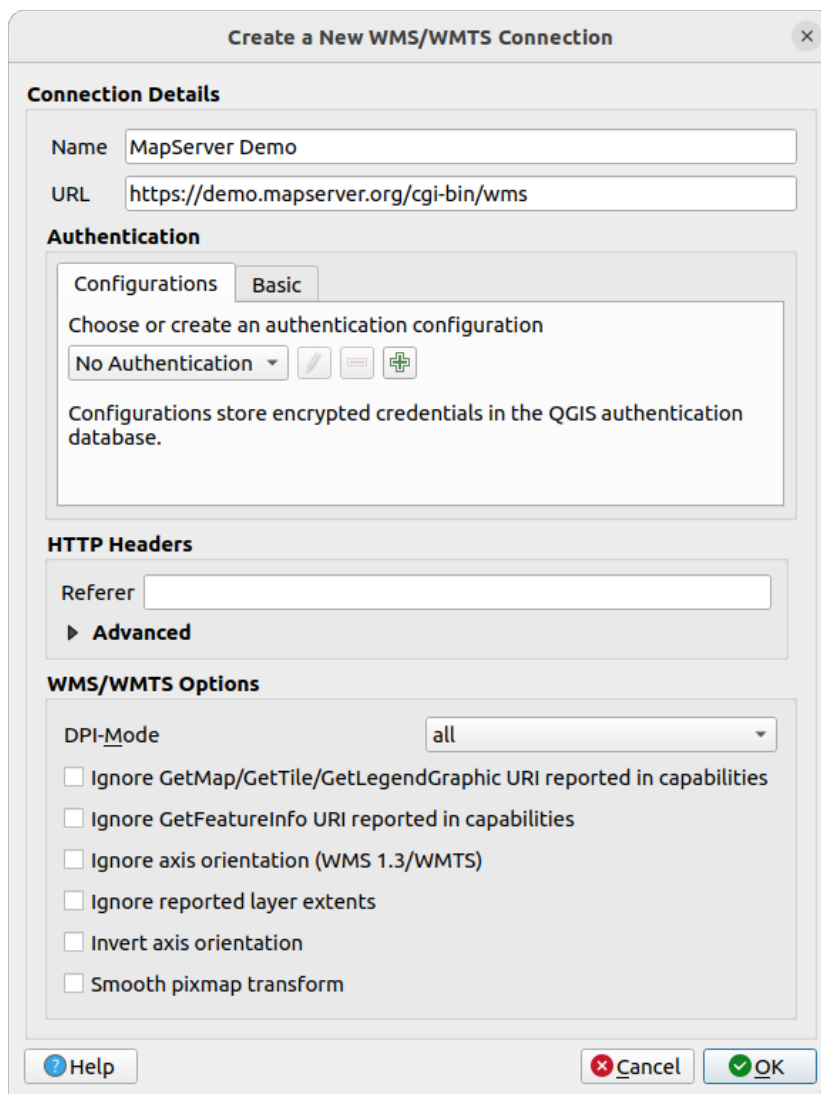 Create a New WMS/WMTS Connection
Connection Details
Name MapServer Demo
URL https://demo.mapserver.org/cgi-bin/wms
Authentication
Configurations Basic
Choose or create an authentication configuration
No Authentication
Configurations store encrypted credentials in the QGIS authentication
database.
HTTP Headers
Referer
Advanced
WMS/WMTS Options
DPI-Mode all
Ignore GetMap/GetTile/GetLegendGraphic URI reported in capabilities
Ignore GetFeatureInfo URI reported in capabilities
Ignore axis orientation (WMS 1.3/WMTS)
Ignore reported layer extents
Invert axis orientation
Smooth pixmap transform
Help Cancel OK